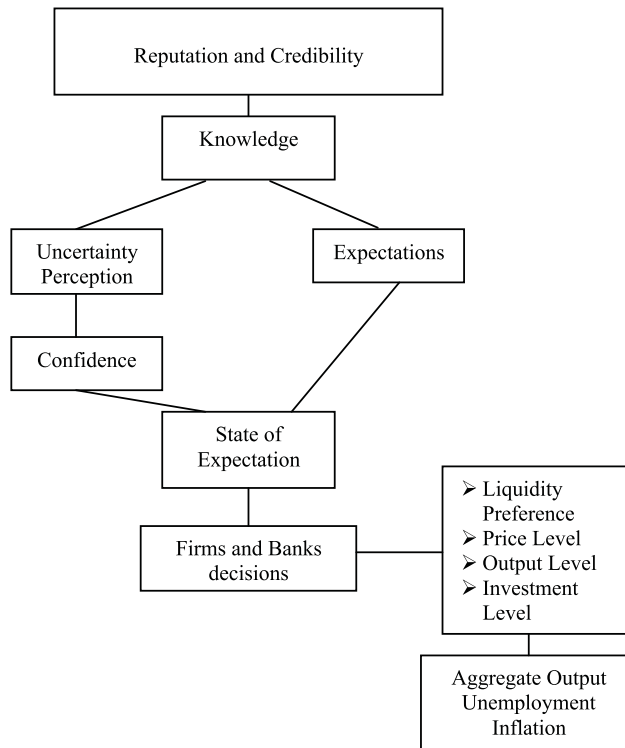 Reputation and Credibility
Knowledge
Uncertainty
Perception
Expectations
Confidence
State of
Expectation
Firms and Banks
decisions
➢ Liquidity
Preference
➢ Price Level
➢ Output Level
➢ Investment
Level
Aggregate Output
Unemployment
Inflation